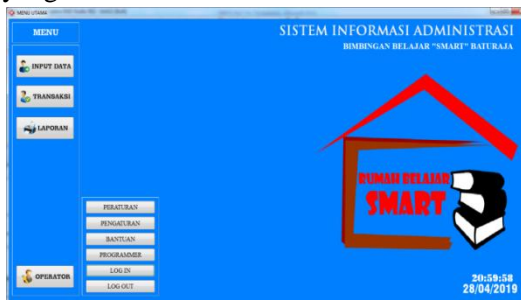 MENU UTAMA
MENU
SISTEM INFORMASI ADMINISTRASI
BIMBINGAN BELAJAR "SMART" BATURAJA
INPUT DATA
TRANSAKSI
LAPORAN
RUMAH BELAJAR
SMART
PERATURAN
PENGATURAN
BANTUAN
PROGRAMMER
LOG IN
LOG OUT
OPERATOR
20:59:58
28/04/2019